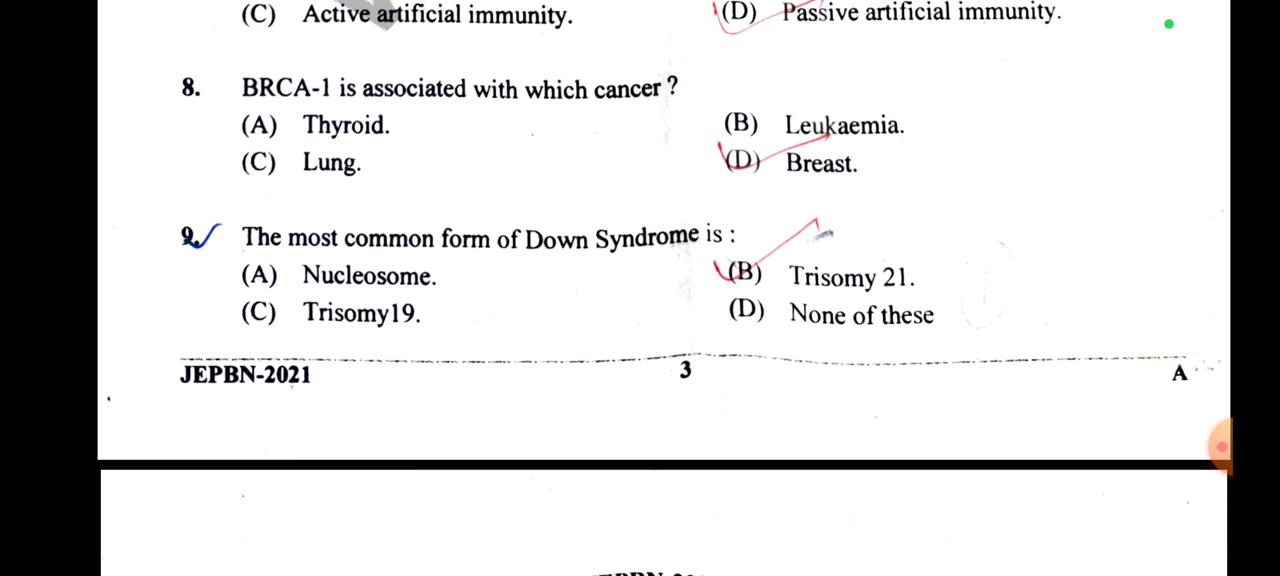 (C) Active artificial immunity. (D) Passive artificial immunity.
8. BRCA-1 is associated with which cancer ?
(A) Thyroid. (B) Leukaemia.
(C) Lung. (D) Breast.
9. The most common form of Down Syndrome is :
(A) Nucleosome. (B) Trisomy 21.
(C) Trisomy19. (D) None of these
JEPBN-2021 3 A